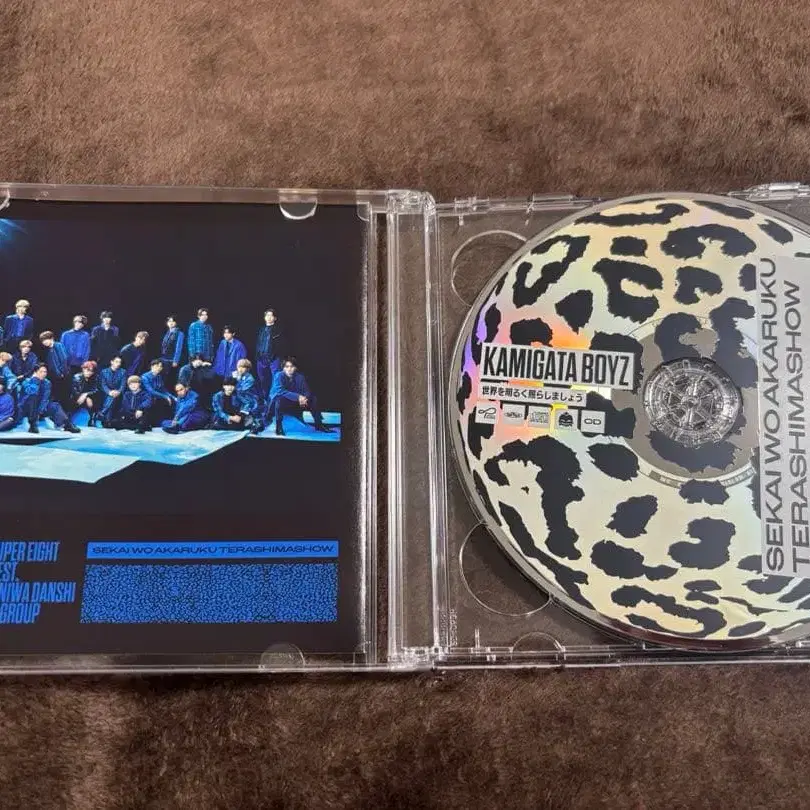 UPER EIGHT
EST.
NIWA DANSHI
GROUP
SEKAI WO AKARUKU TERASHIMASHOW
KAMIGATA BOYZ
世界を明るく照らしましょう
CD
SEKAI WO AKARUKU
TERASHIMASHOW